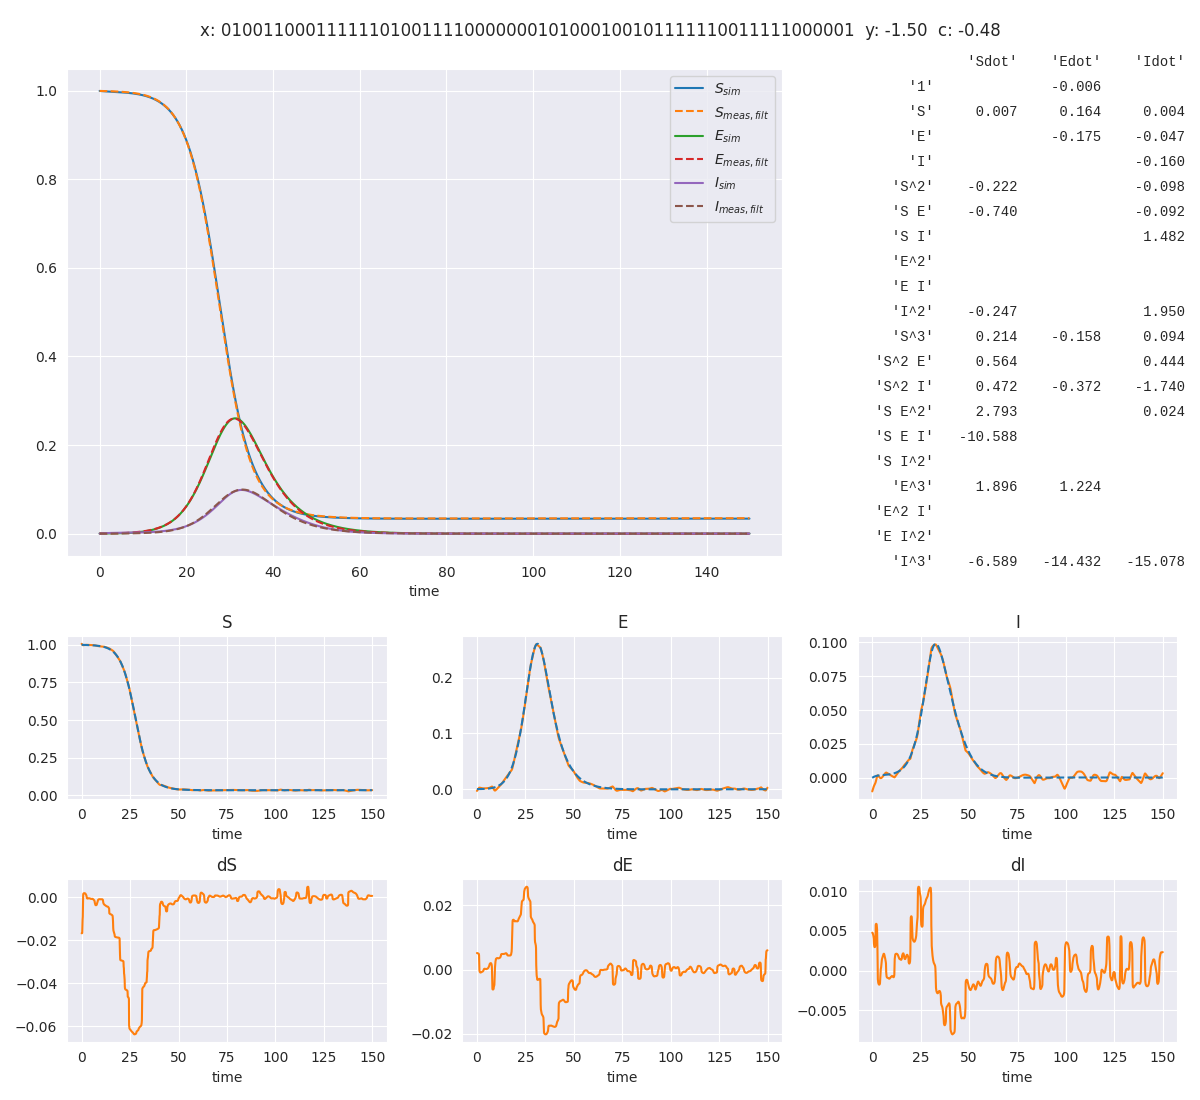 x: 010011000111111010011110000000101000100101111110011111000001 y: -1.50 c: -0.48
1.0
0.8
0.6
0.4
0.2
0.0
0 20 40 60 80 100 120 140
time
S_sim
S_meas,filt
E_sim
E_meas,filt
I_sim
I_meas,filt
'Sdot' 'Edot' 'Idot'
'1' -0.006
'S' 0.007 0.164 0.004
'E' -0.175 -0.047
'I' -0.160
'S^2' -0.222 -0.098
'S E' -0.740 -0.092
'S I' 1.482
'E^2'
'E I'
'I^2' -0.247 1.950
'S^3' 0.214 -0.158 0.094
'S^2 E' 0.564 0.444
'S^2 I' 0.472 -0.372 -1.740
'S E^2' 2.793 0.024
'S E I' -10.588
'S I^2'
'E^3' 1.896 1.224
'E^2 I'
'E I^2'
'I^3' -6.589 -14.432 -15.078
S
1.00
0.75
0.50
0.25
0.00
0 25 50 75 100 125 150
time
E
0.2
0.1
0.0
0 25 50 75 100 125 150
time
I
0.100
0.075
0.050
0.025
0.000
0 25 50 75 100 125 150
time
dS
0.00
−0.02
−0.04
−0.06
0 25 50 75 100 125 150
time
dE
0.02
0.00
−0.02
0 25 50 75 100 125 150
time
dI
0.010
0.005
0.000
−0.005
0 25 50 75 100 125 150
time